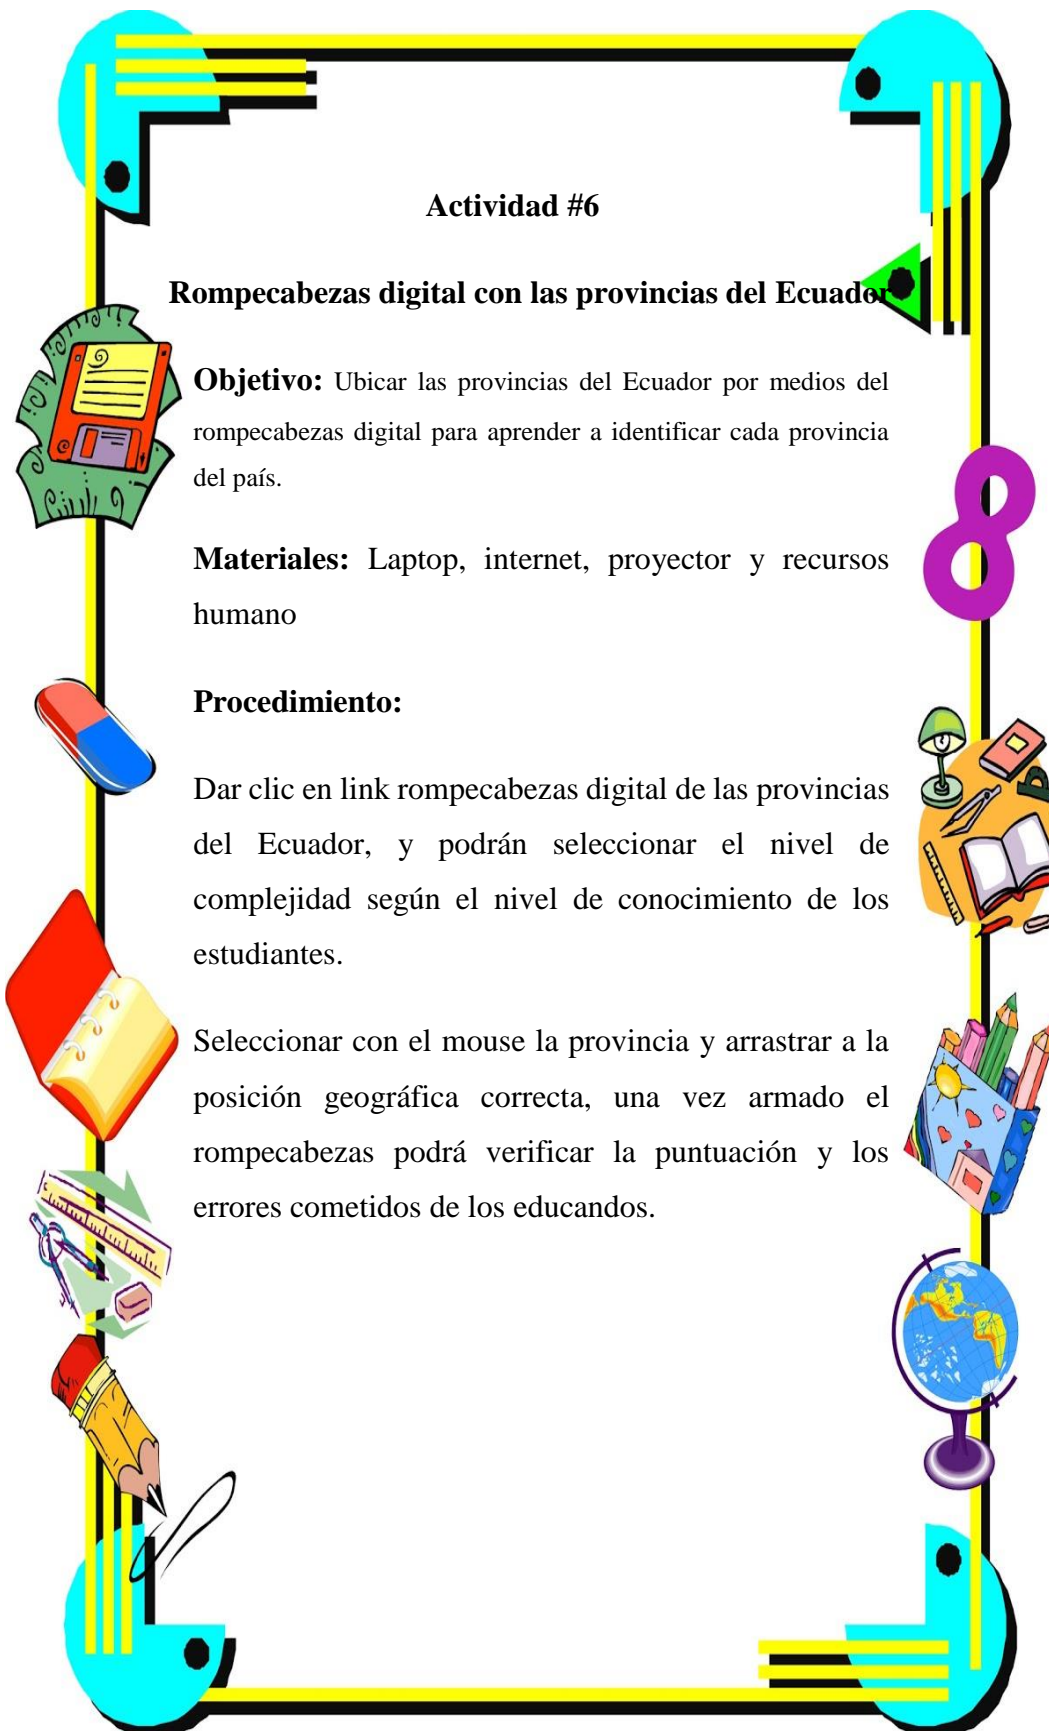 Actividad #6
Rompecabezas digital con las provincias del Ecuador
Objetivo: Ubicar las provincias del Ecuador por medios del
rompecabezas digital para aprender a identificar cada provincia
del país.
Materiales: Laptop, internet, proyector y recursos
humano
Procedimiento:
Dar clic en link rompecabezas digital de las provincias
del Ecuador, y podrán seleccionar el nivel de
complejidad según el nivel de conocimiento de los
estudiantes.
Seleccionar con el mouse la provincia y arrastrar a la
posición geográfica correcta, una vez armado el
rompecabezas podrá verificar la puntuación y los
errores cometidos de los educandos.
8